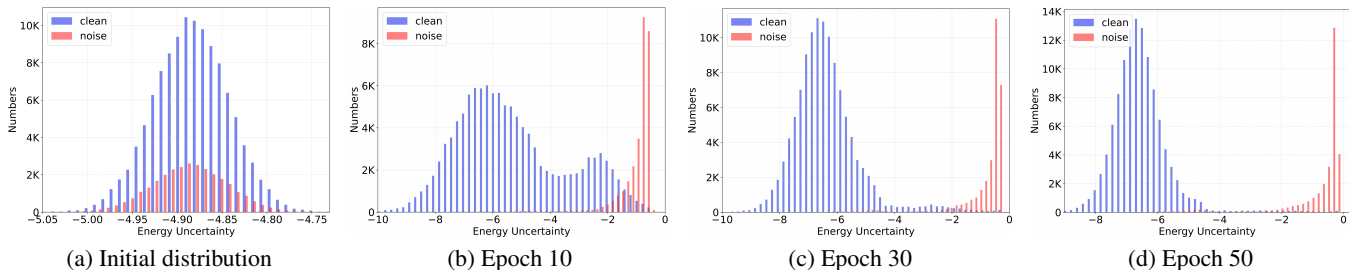 clean
noise
10K
8K
6K
4K
2K
0
Numbers
−5.05 −5.00 −4.95 −4.90 −4.85 −4.80 −4.75
Energy Uncertainty
(a) Initial distribution
clean
noise
8K
6K
4K
2K
0
Numbers
−10 −8 −6 −4 −2 0
Energy Uncertainty
(b) Epoch 10
clean
noise
10K
8K
6K
4K
2K
0
Numbers
−10 −8 −6 −4 −2 0
Energy Uncertainty
(c) Epoch 30
clean
noise
14K
12K
10K
8K
6K
4K
2K
0
Numbers
−8 −6 −4 −2 0
Energy Uncertainty
(d) Epoch 50